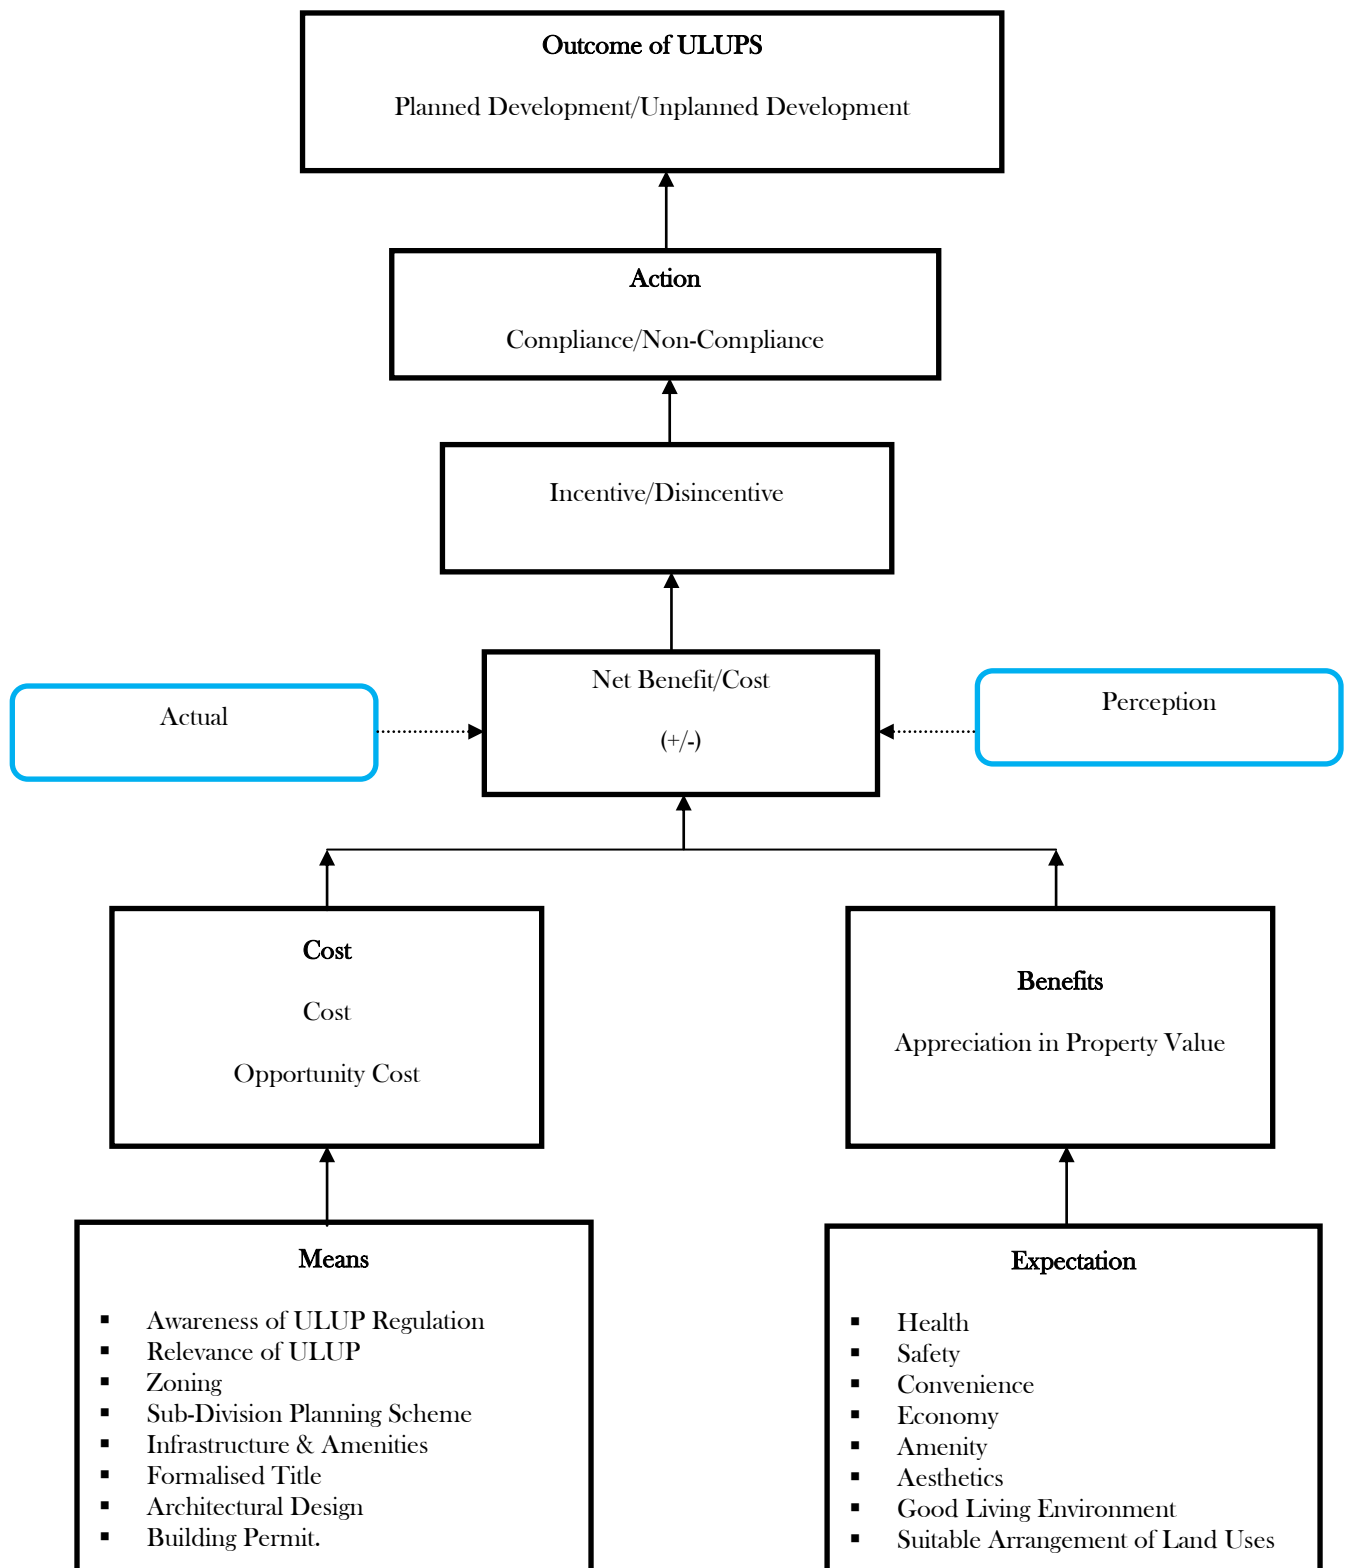 Outcome of ULUPS
Planned Development/Unplanned Development
Action
Compliance/Non-Compliance
Incentive/Disincentive
Net Benefit/Cost
(+/-)
Actual
Perception
Cost
Cost
Opportunity Cost
Benefits
Appreciation in Property Value
Means
▪ Awareness of ULUP Regulation
▪ Relevance of ULUP
▪ Zoning
▪ Sub-Division Planning Scheme
▪ Infrastructure & Amenities
▪ Formalised Title
▪ Architectural Design
▪ Building Permit.
Expectation
▪ Health
▪ Safety
▪ Convenience
▪ Economy
▪ Amenity
▪ Aesthetics
▪ Good Living Environment
▪ Suitable Arrangement of Land Uses